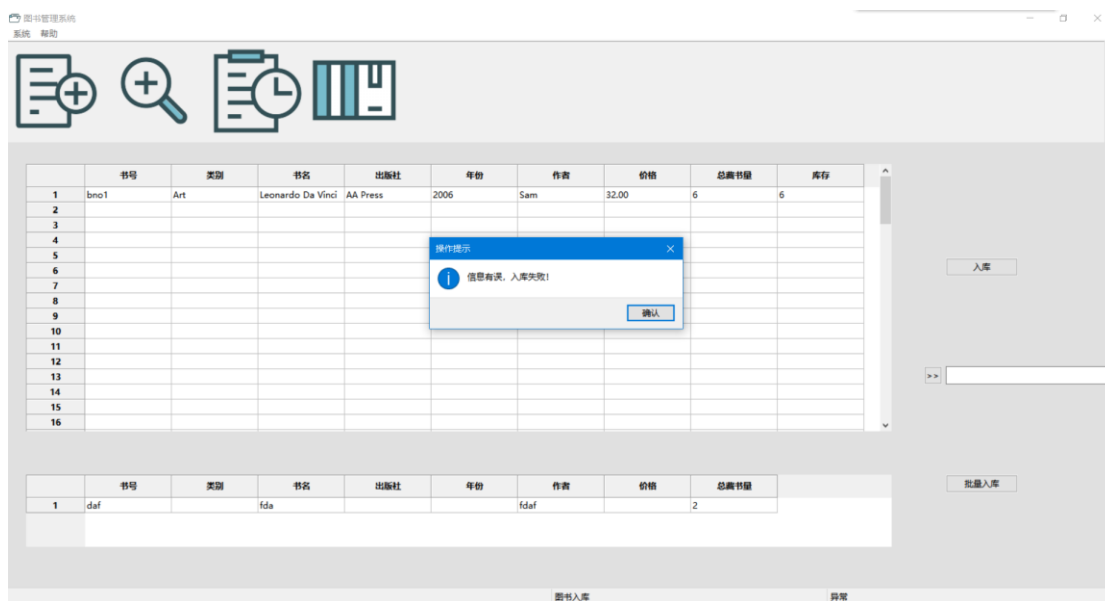 图书管理系统
系统 帮助
书号 类别 书名 出版社 年份 作者 价格 总藏书量 库存
1 bno1 Art Leonardo Da Vinci AA Press 2006 Sam 32.00 6 6
2
3
4
操作提示
5
信息有误，入库失败!
入库
6
7
8
确认
9
10
11
12
13
>>
14
15
16
书号 类别 书名 出版社 年份 作者 价格 总藏书量
批量入库
1 daf fda fdaf 2
图书入库 异常